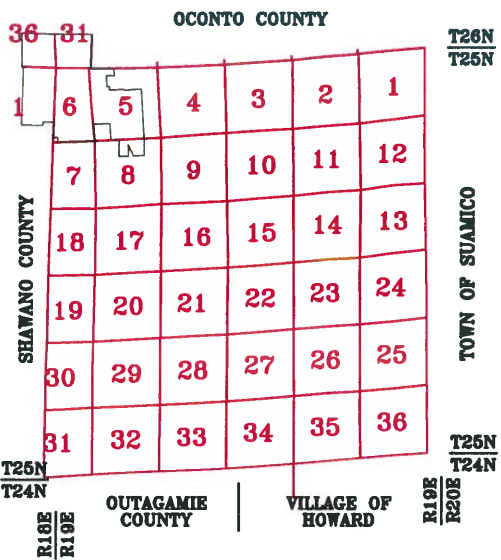 OCONTO COUNTY
36 31
T26N
T25N
1 6 5 4 3 2 1
7 8 9 10 11 12
18 17 16 15 14 13
19 20 21 22 23 24
30 29 28 27 26 25
31 32 33 34 35 36
SHAWANO COUNTY
TOWN OF SUAMICO
T25N
T24N
T25N
T24N
R18E
R19E
OUTAGAMIE
COUNTY
VILLAGE OF
HOWARD
R19E
R20E